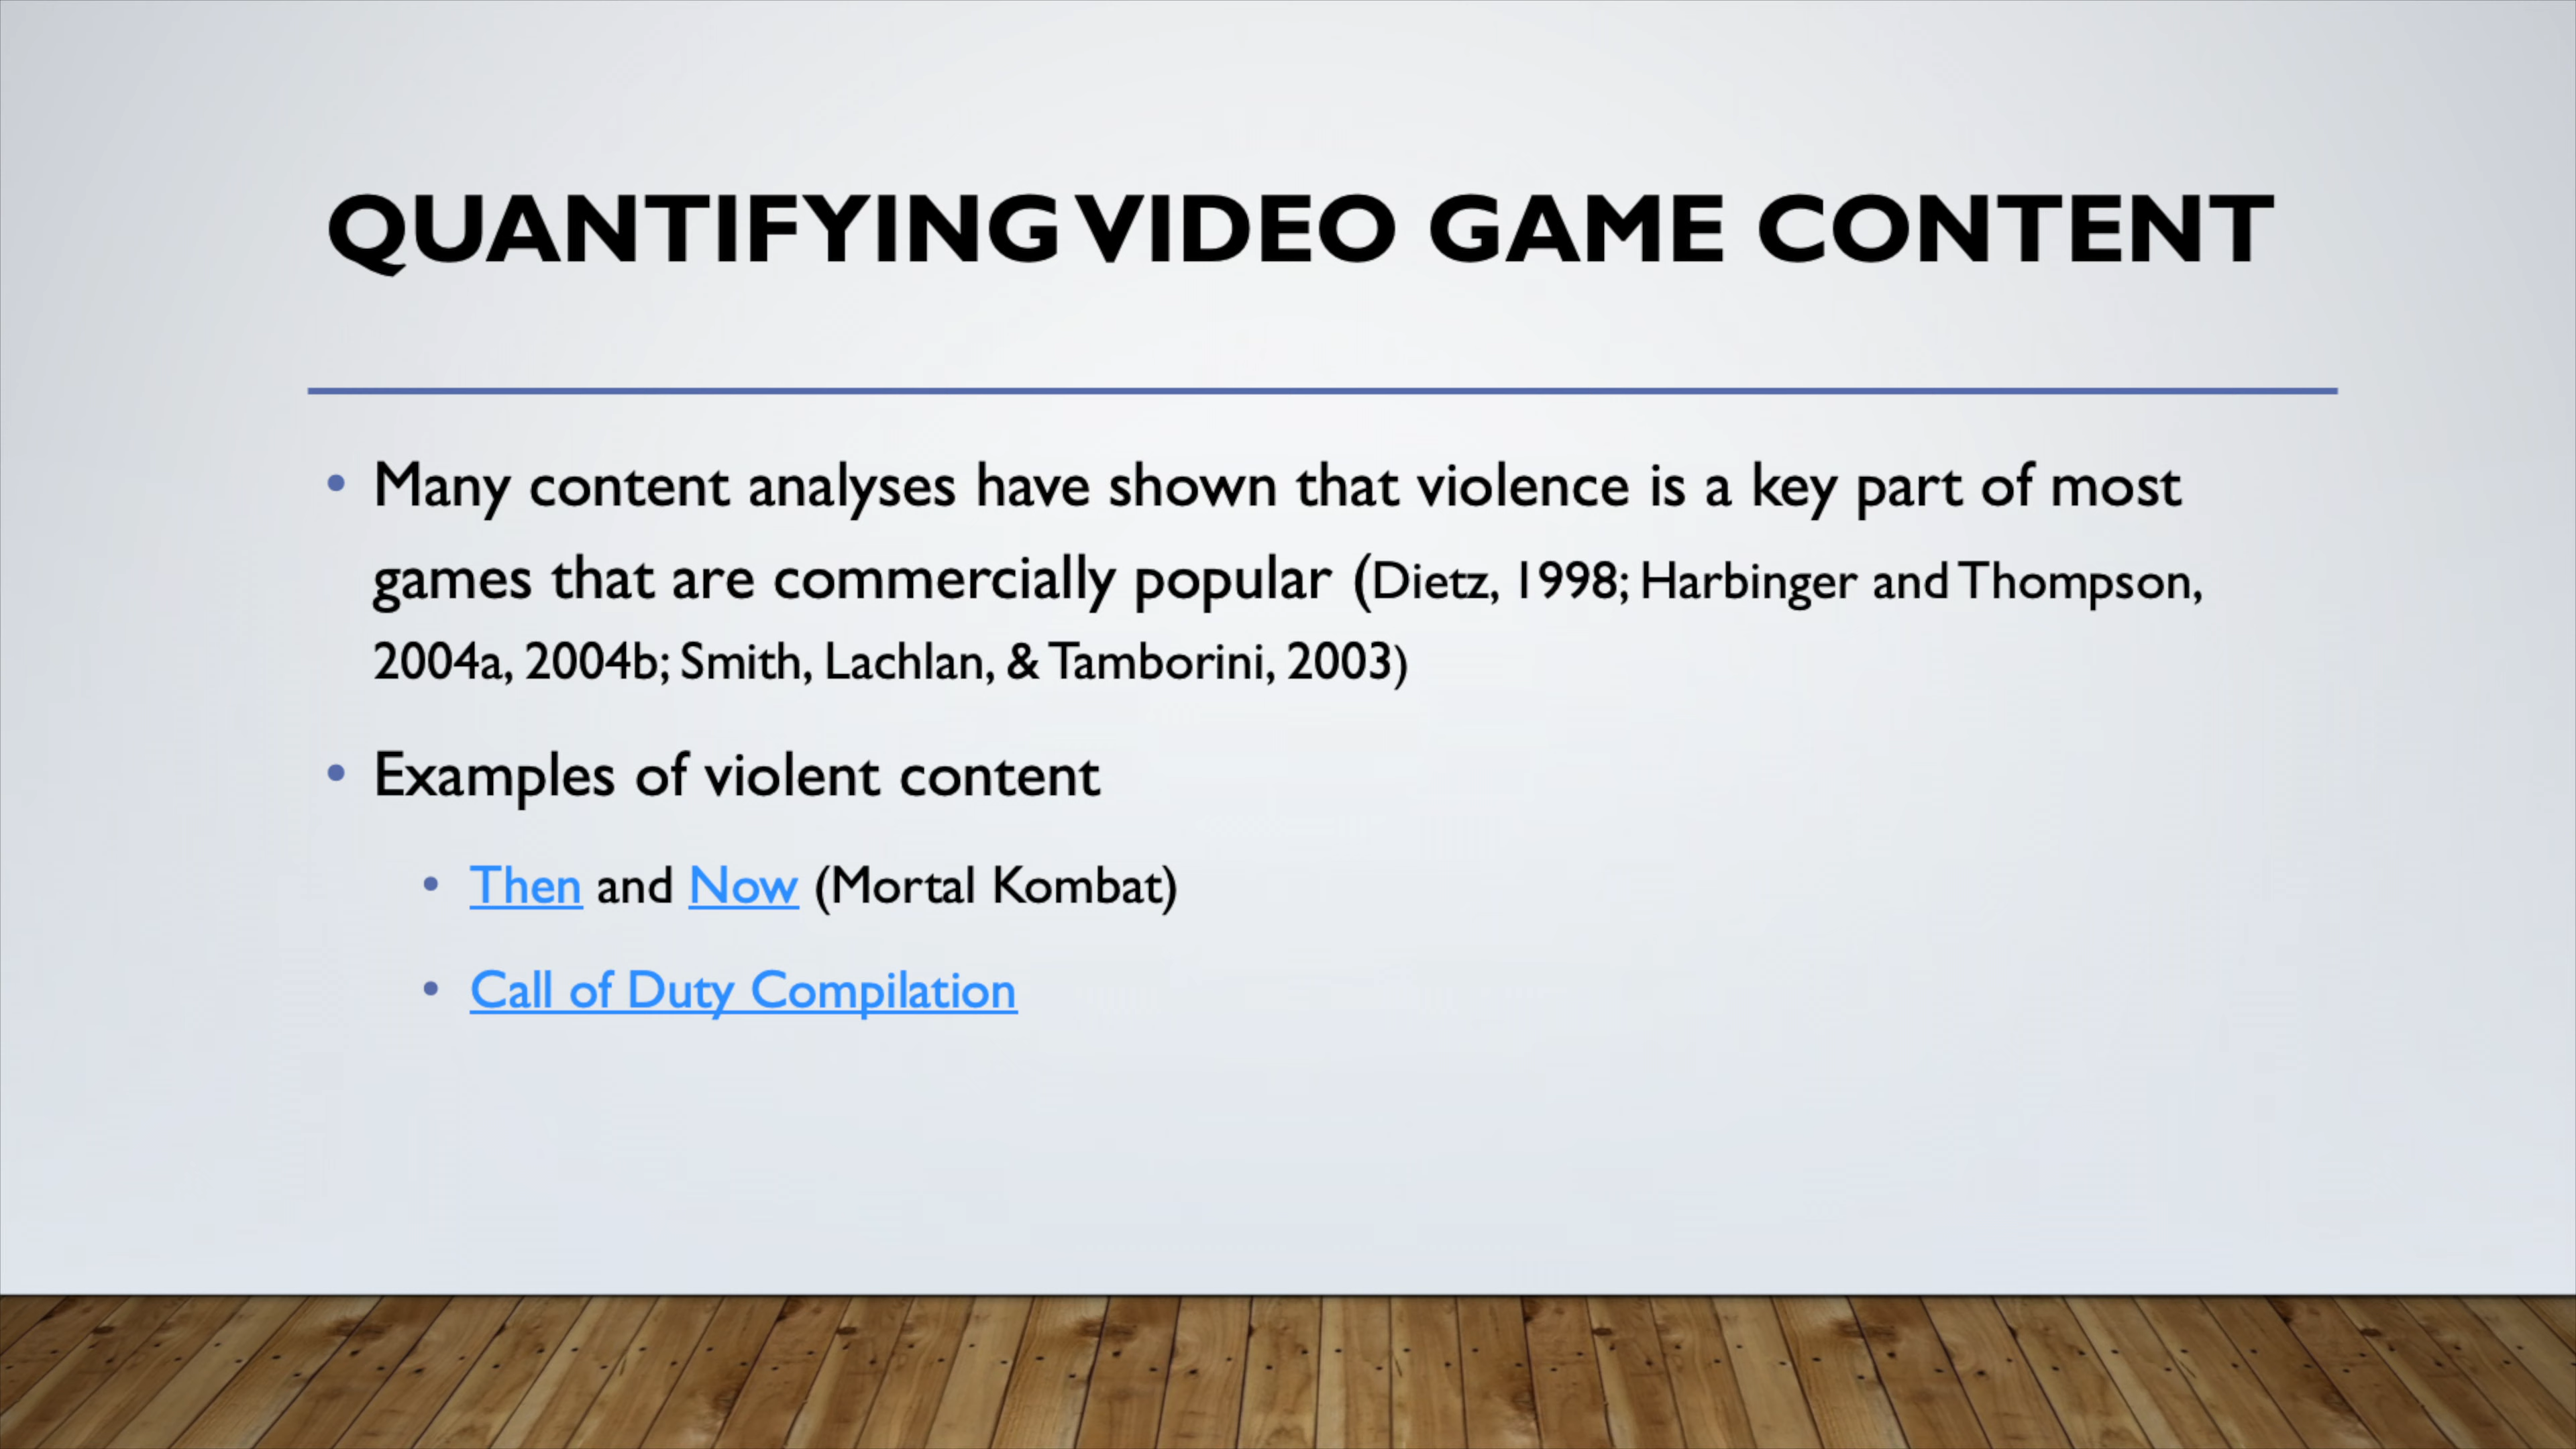 QUANTIFYING VIDEO GAME CONTENT
• Many content analyses have shown that violence is a key part of most
games that are commercially popular (Dietz, 1998; Harbinger and Thompson,
2004a, 2004b; Smith, Lachlan, & Tamborini, 2003)
• Examples of violent content
• Then and Now (Mortal Kombat)
• Call of Duty Compilation